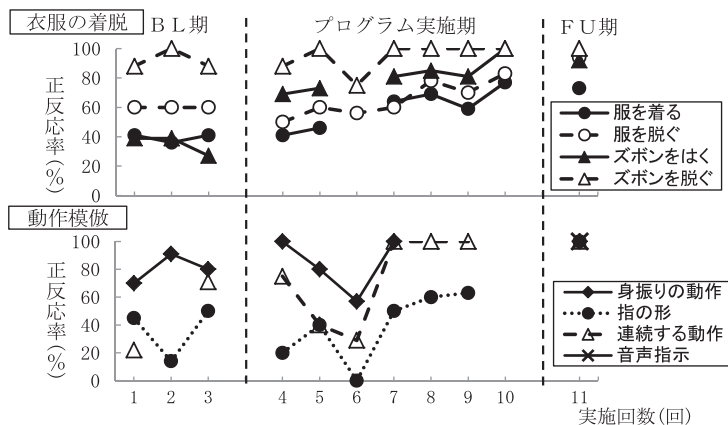 衣服の着脱
ＢＬ期
プログラム実施期
ＦＵ期
正反応率(%)
100
80
60
40
20
0
服を着る
服を脱ぐ
ズボンをはく
ズボンを脱ぐ
動作模倣
正反応率(%)
100
80
60
40
20
0
身振りの動作
指の形
連続する動作
音声指示
1 2 3 4 5 6 7 8 9 10 11
実施回数(回)